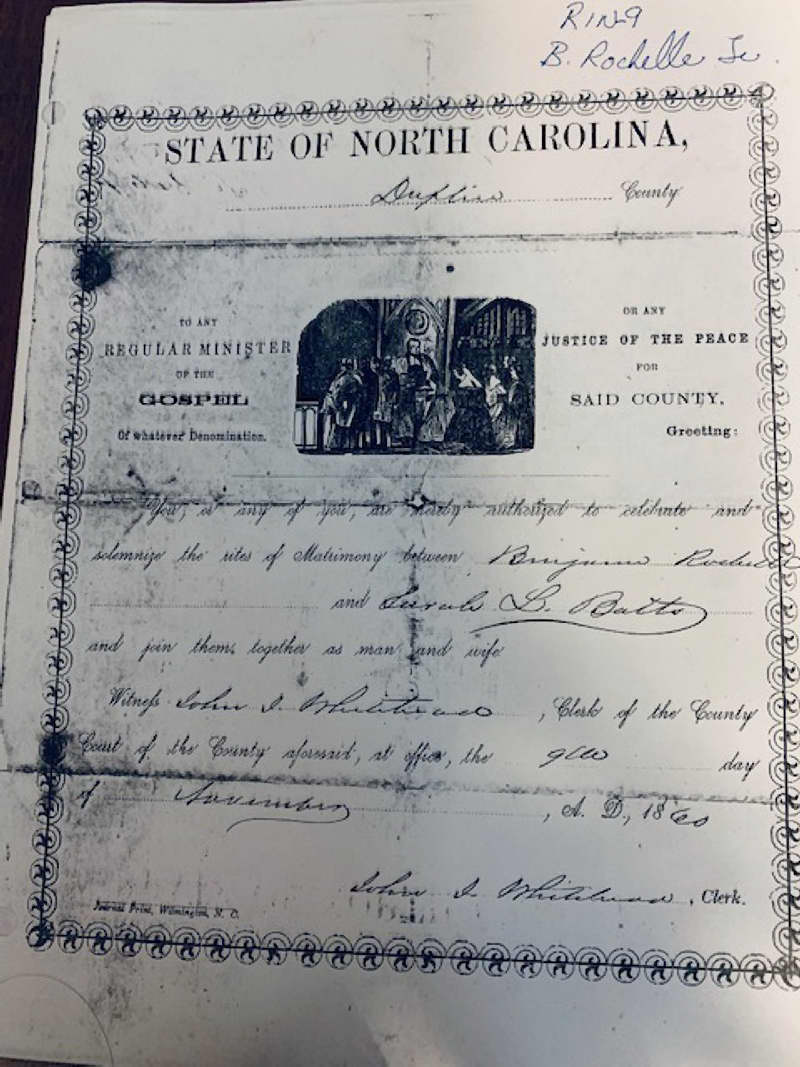 RING
B. Rochelle Jr.
STATE OF NORTH CAROLINA,
Duplin County
TO ANY
REGULAR MINISTER
OF THE
GOSPEL
Of whatever Denomination.
OR ANY
JUSTICE OF THE PEACE
FOR
SAID COUNTY,
Greeting:
You, or any of you, are hereby authorized to celebrate and
solemnize the rites of Matrimony between Benjamin Rochelle
and Sarah L. Batts
and join them, together as man and wife
Witness John J. Whitehead, Clerk of the County
Court of the County aforesaid, at office, the 9th day
of November, A. D., 1860
John J. Whitehead, Clerk.
Journal Print, Wilmington, N. C.